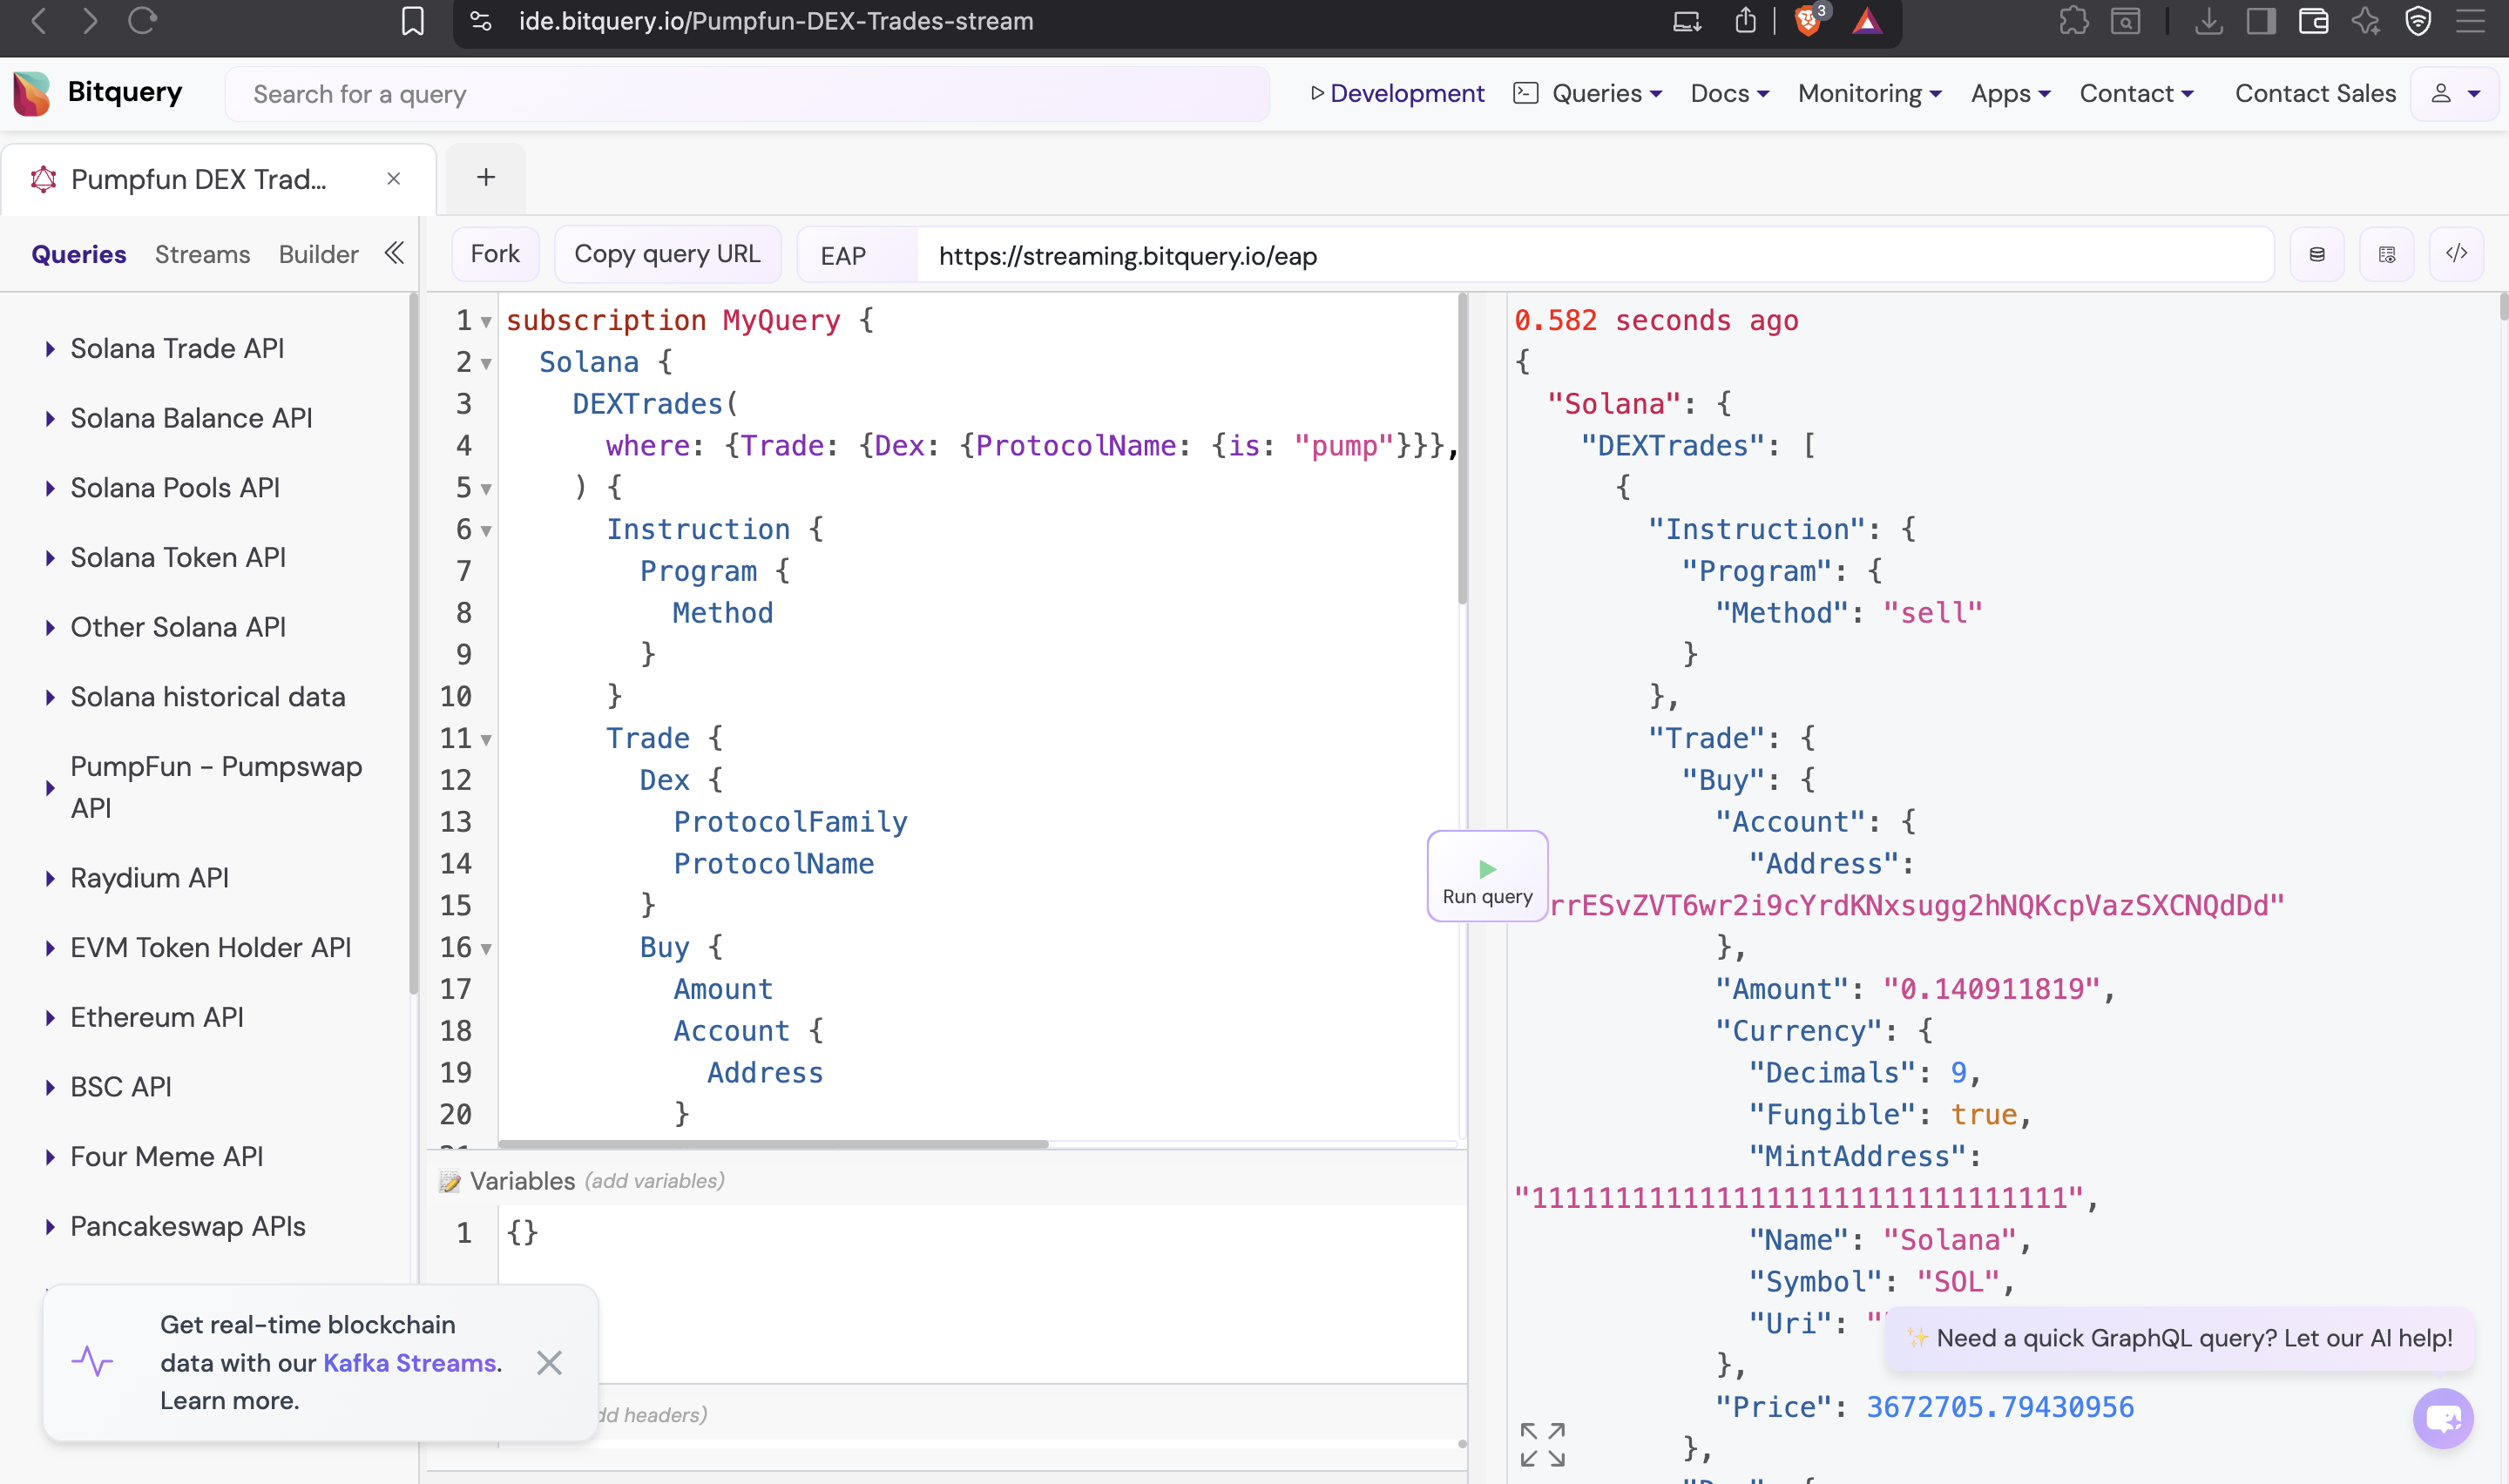 ide.bitquery.io/Pumpfun-DEX-Trades-stream
3
Bitquery
Search for a query
Development
Queries
Docs
Monitoring
Apps
Contact
Contact Sales
Pumpfun DEX Trad...
Queries Streams Builder
Fork
Copy query URL
EAP
https://streaming.bitquery.io/eap
Solana Trade API
Solana Balance API
Solana Pools API
Solana Token API
Other Solana API
Solana historical data
PumpFun - Pumpswap
API
Raydium API
EVM Token Holder API
Ethereum API
BSC API
Four Meme API
Pancakeswap APIs
Get real-time blockchain
data with our Kafka Streams.
Learn more.
1 subscription MyQuery {
2 Solana {
3 DEXTrades(
4 where: {Trade: {Dex: {ProtocolName: {is: "pump"}}},
5 ) {
6 Instruction {
7 Program {
8 Method
9 }
10 }
11 Trade {
12 Dex {
13 ProtocolFamily
14 ProtocolName
15 }
16 Buy {
17 Amount
18 Account {
19 Address
20 }
Variables (add variables)
1 {}
headers)
Run query
0.582 seconds ago
{
"Solana": {
"DEXTrades": [
{
"Instruction": {
"Program": {
"Method": "sell"
}
},
"Trade": {
"Buy": {
"Account": {
"Address":
rrESvZVT6wr2i9cYrdKNxsugg2hNQKcpVazSXCNQdDd"
},
"Amount": "0.140911819",
"Currency": {
"Decimals": 9,
"Fungible": true,
"MintAddress":
"11111111111111111111111111111111",
"Name": "Solana",
"Symbol": "SOL",
"Uri": "
},
"Price": 3672705.79430956
},
✨ Need a quick GraphQL query? Let our AI help!